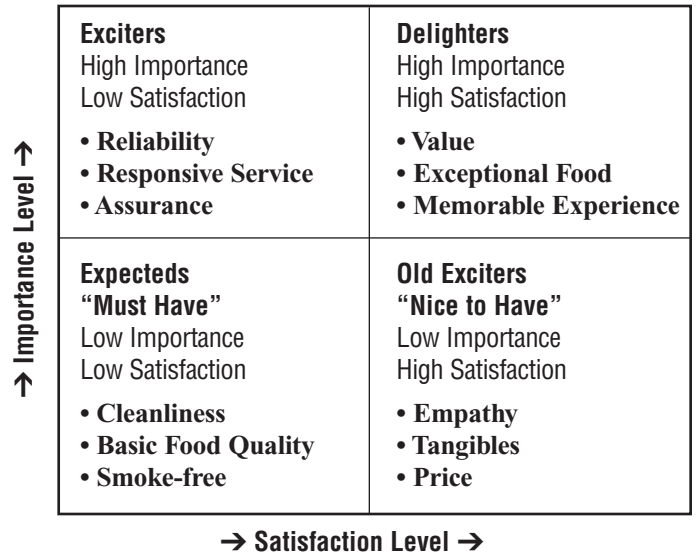 → Importance Level →
Exciters
High Importance
Low Satisfaction
• Reliability
• Responsive Service
• Assurance
Delighters
High Importance
High Satisfaction
• Value
• Exceptional Food
• Memorable Experience
Expecteds
“Must Have”
Low Importance
Low Satisfaction
• Cleanliness
• Basic Food Quality
• Smoke-free
Old Exciters
“Nice to Have”
Low Importance
High Satisfaction
• Empathy
• Tangibles
• Price
→ Satisfaction Level →